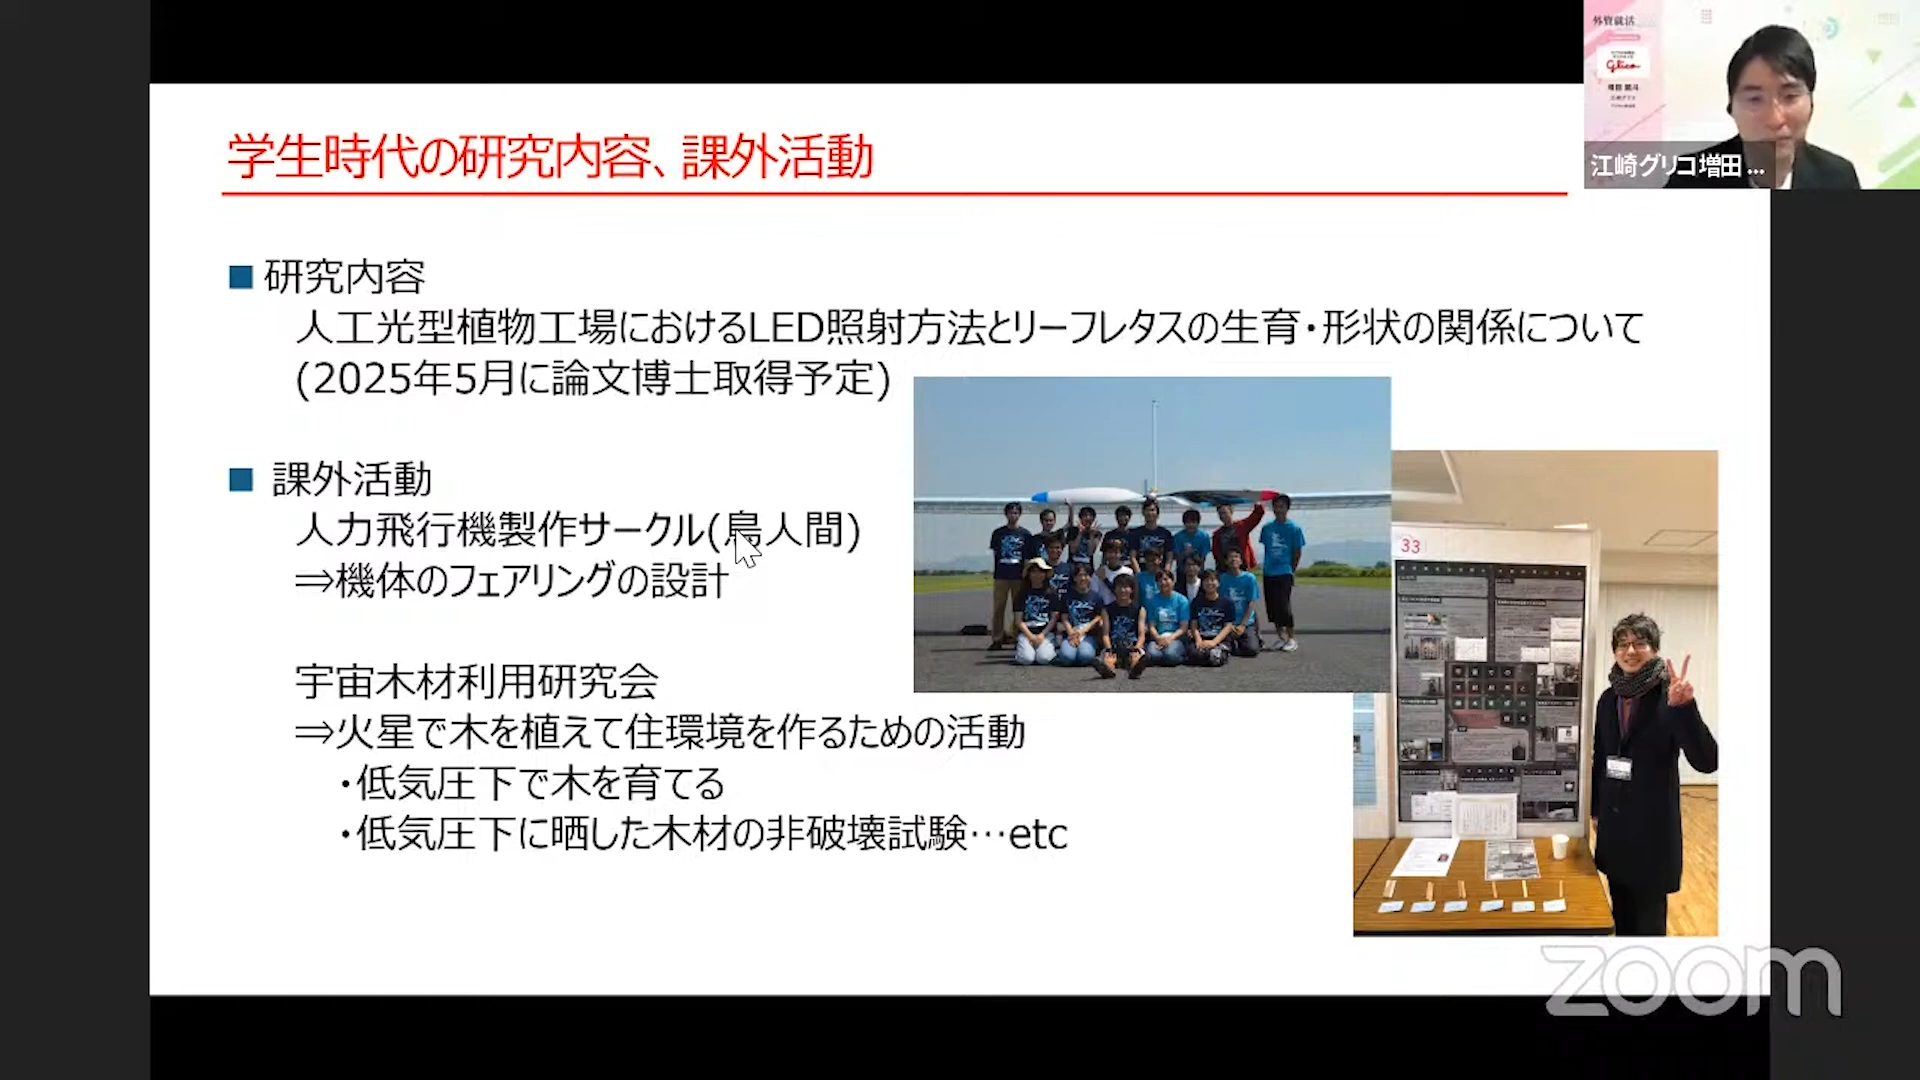 学生時代の研究内容、課外活動
外資就活
glico
江崎グリコ増田...
■研究内容
人工光型植物工場におけるLED照射方法とリーフレタスの生育・形状の関係について
(2025年5月に論文博士取得予定)
■ 課外活動
人力飛行機製作サークル(鳥人間)
⇒機体のフェアリングの設計
宇宙木材利用研究会
⇒火星で木を植えて住環境を作るための活動
・低気圧下で木を育てる
・低気圧下に晒した木材の非破壊試験…etc
33
zoom